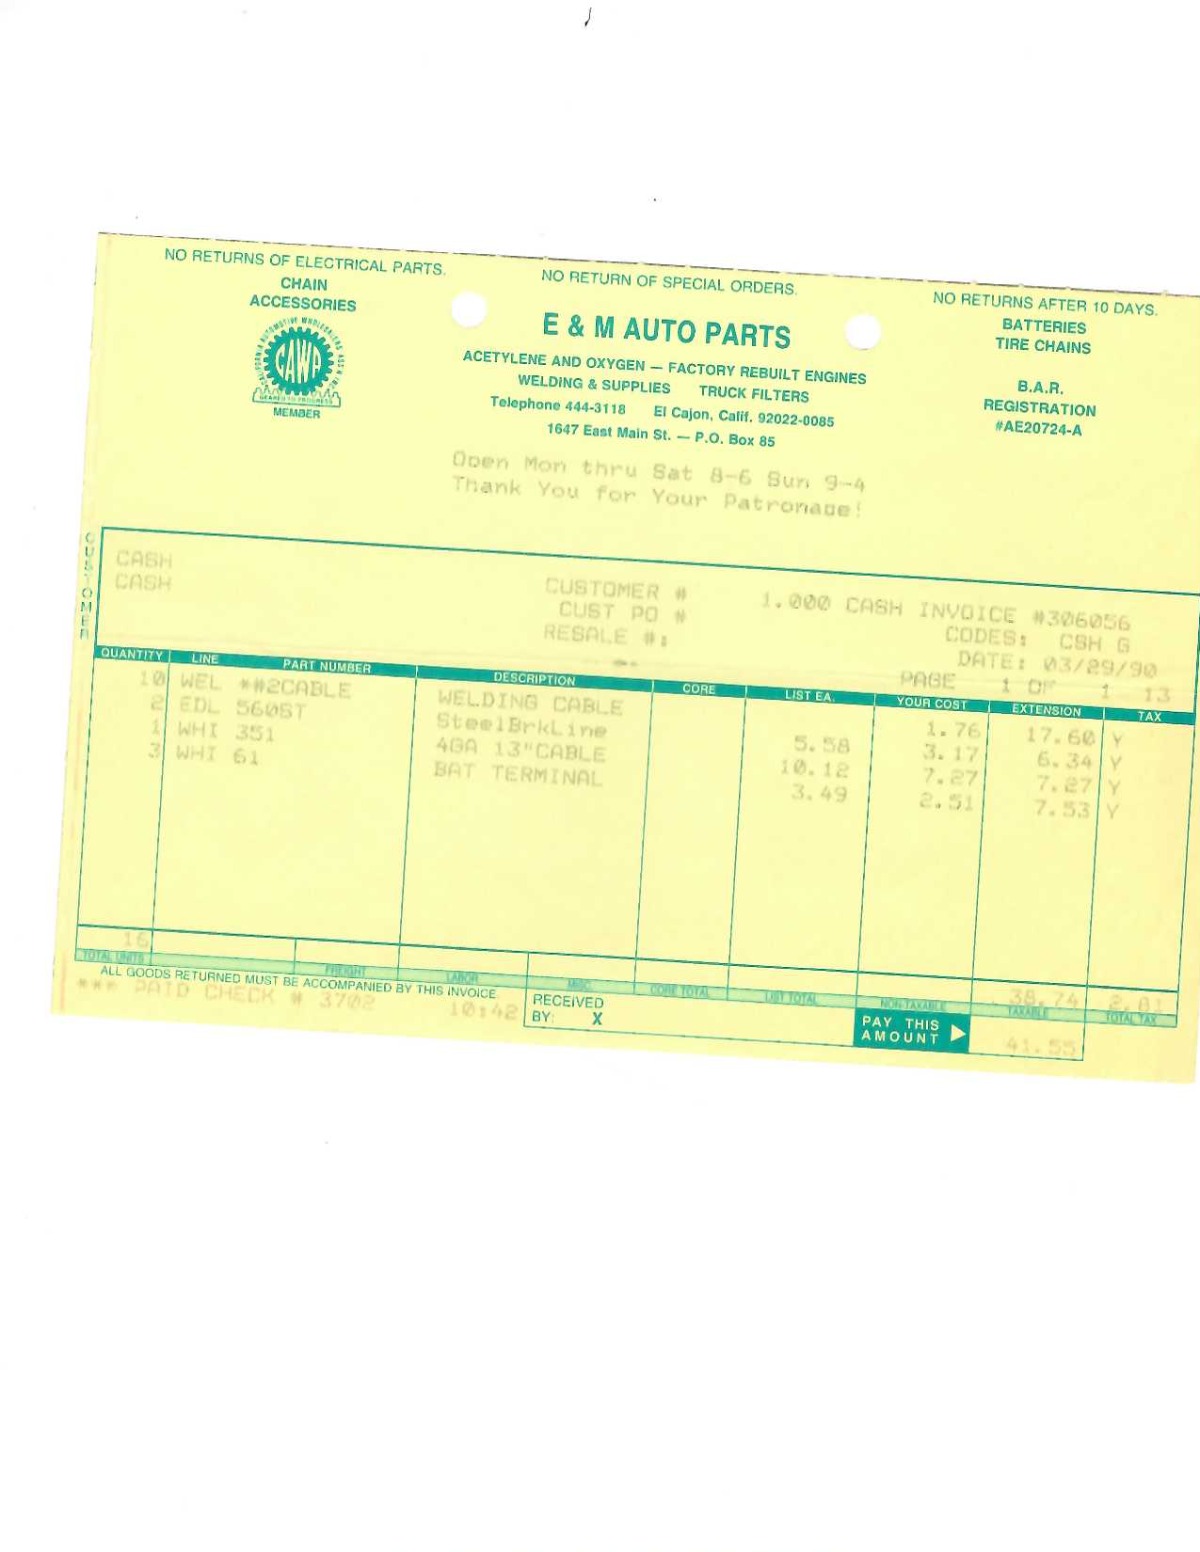 NO RETURNS OF ELECTRICAL PARTS.
NO RETURN OF SPECIAL ORDERS.
NO RETURNS AFTER 10 DAYS.
CHAIN
ACCESSORIES
CALIFORNIA AUTOMOTIVE WHOLESALERS ASS'N
CAWA
GEARED TO PROGRESS
MEMBER
E & M AUTO PARTS
ACETYLENE AND OXYGEN — FACTORY REBUILT ENGINES
WELDING & SUPPLIES TRUCK FILTERS
Telephone 444-3118 El Cajon, Calif. 92022-0085
1647 East Main St. — P.O. Box 85
BATTERIES
TIRE CHAINS
B.A.R.
REGISTRATION
#AE20724-A
Open Mon thru Sat 8-6 Sun 9-4
Thank You for Your Patronage!
CUSTOMER
CASH
CASH
CUSTOMER # 1.000 CASH INVOICE #306056
CUST PO # CODES: CSH G
RESALE #: DATE: 03/29/90
PAGE 1 OF 1 13
QUANTITY LINE PART NUMBER DESCRIPTION CORE LIST EA. YOUR COST EXTENSION TAX
10 WEL **#2CABLE WELDING CABLE 1.76 17.60 Y
2 EDL 560ST SteelBrkLine 5.58 3.17 6.34 Y
1 WHI 351 4GA 13"CABLE 10.12 7.27 7.27 Y
3 WHI 61 BAT TERMINAL 3.49 2.51 7.53 Y
16 38.74 2.81
TOTAL UNITS FREIGHT LABOR MISC. CORE TOTAL LIST TOTAL NON-TAXABLE TAXABLE TOTAL TAX
ALL GOODS RETURNED MUST BE ACCOMPANIED BY THIS INVOICE
*** PAID CHECK # 3702 10:42
RECEIVED
BY: X
PAY THIS
AMOUNT 41.55